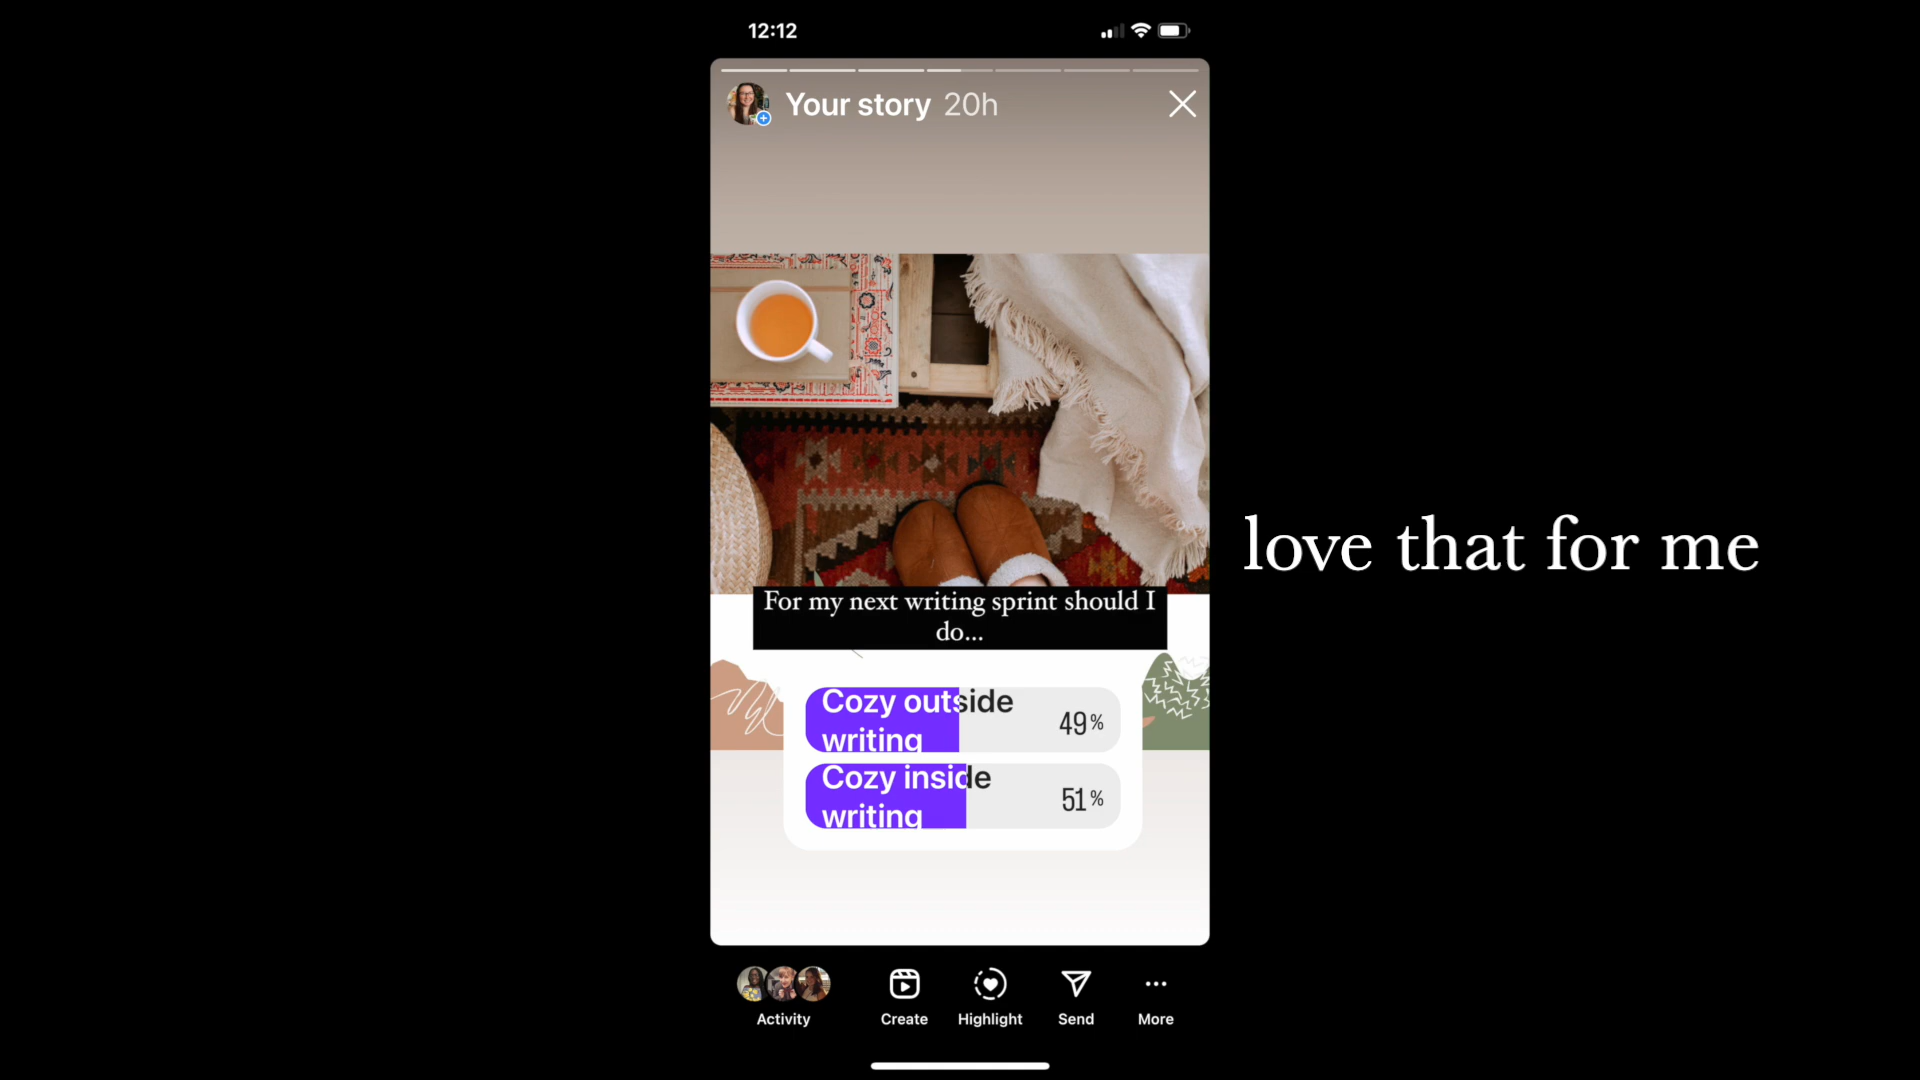 12:12
Your story 20h
For my next writing sprint should I
do...
Cozy outside
writing
49%
Cozy inside
writing
51%
love that for me
Activity
Create
Highlight
Send
More